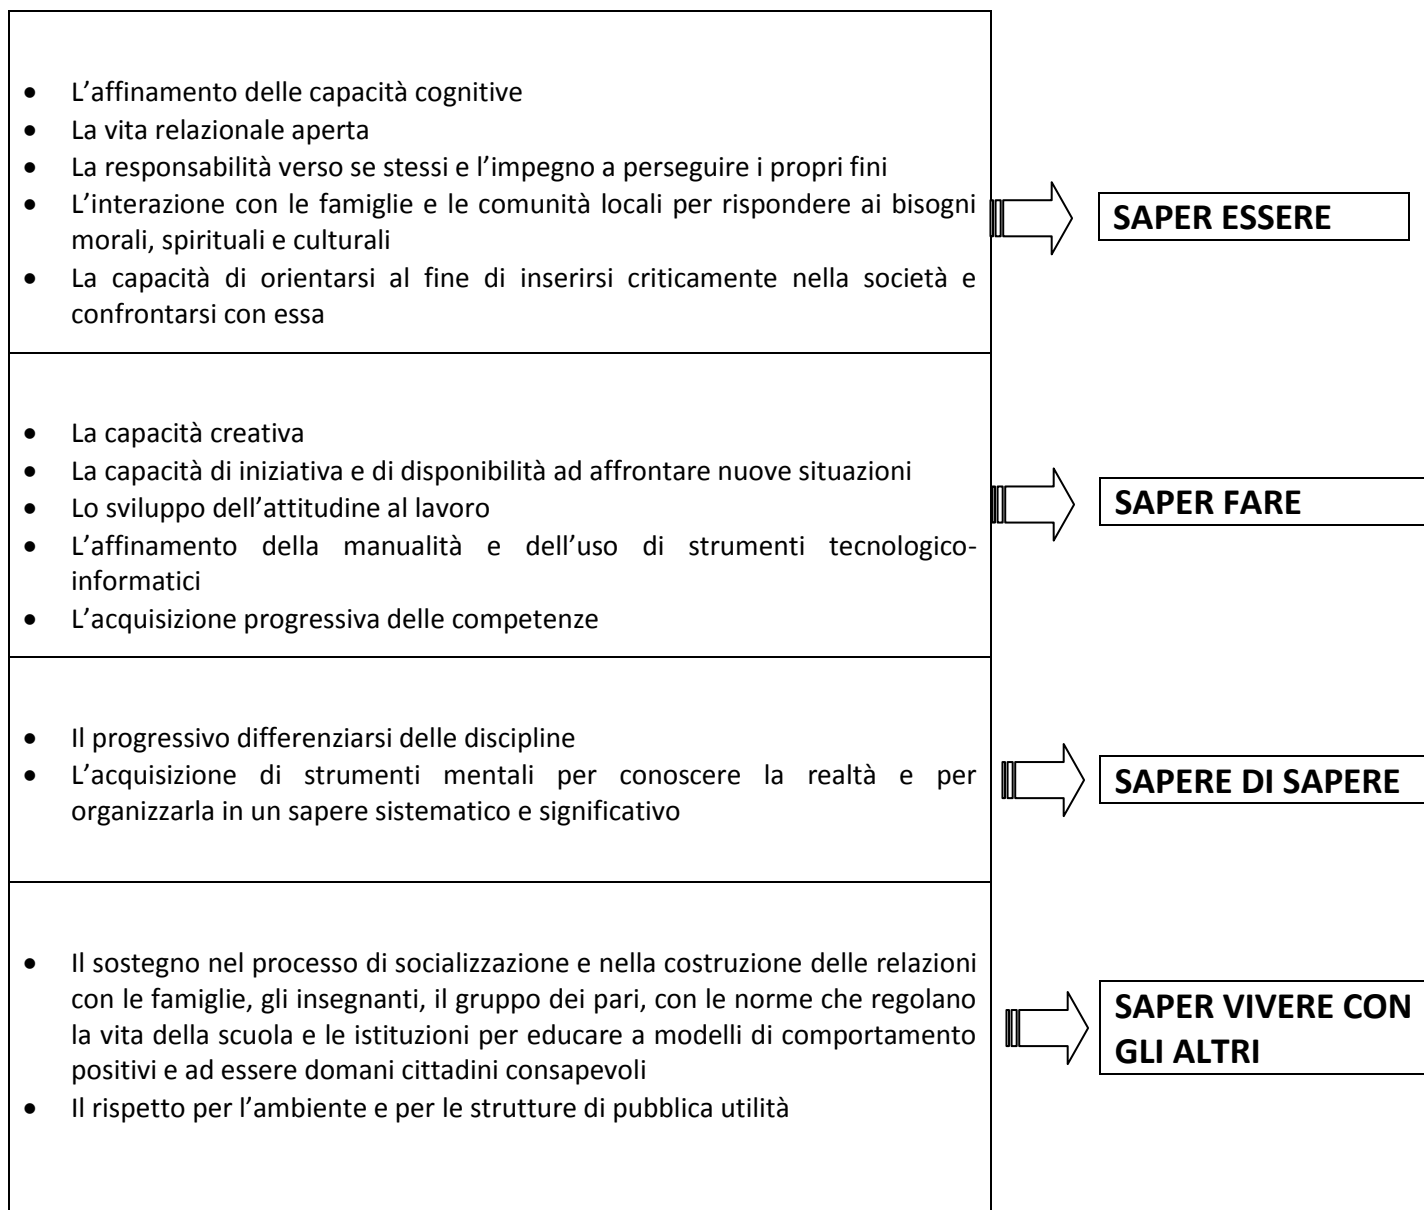 • L’affinamento delle capacità cognitive
• La vita relazionale aperta
• La responsabilità verso se stessi e l’impegno a perseguire i propri fini
• L’interazione con le famiglie e le comunità locali per rispondere ai bisogni
morali, spirituali e culturali
• La capacità di orientarsi al fine di inserirsi criticamente nella società e
confrontarsi con essa
SAPER ESSERE
• La capacità creativa
• La capacità di iniziativa e di disponibilità ad affrontare nuove situazioni
• Lo sviluppo dell’attitudine al lavoro
• L’affinamento della manualità e dell’uso di strumenti tecnologico-
informatici
• L’acquisizione progressiva delle competenze
SAPER FARE
• Il progressivo differenziarsi delle discipline
• L’acquisizione di strumenti mentali per conoscere la realtà e per
organizzarla in un sapere sistematico e significativo
SAPERE DI SAPERE
• Il sostegno nel processo di socializzazione e nella costruzione delle relazioni
con le famiglie, gli insegnanti, il gruppo dei pari, con le norme che regolano
la vita della scuola e le istituzioni per educare a modelli di comportamento
positivi e ad essere domani cittadini consapevoli
• Il rispetto per l’ambiente e per le strutture di pubblica utilità
SAPER VIVERE CON
GLI ALTRI